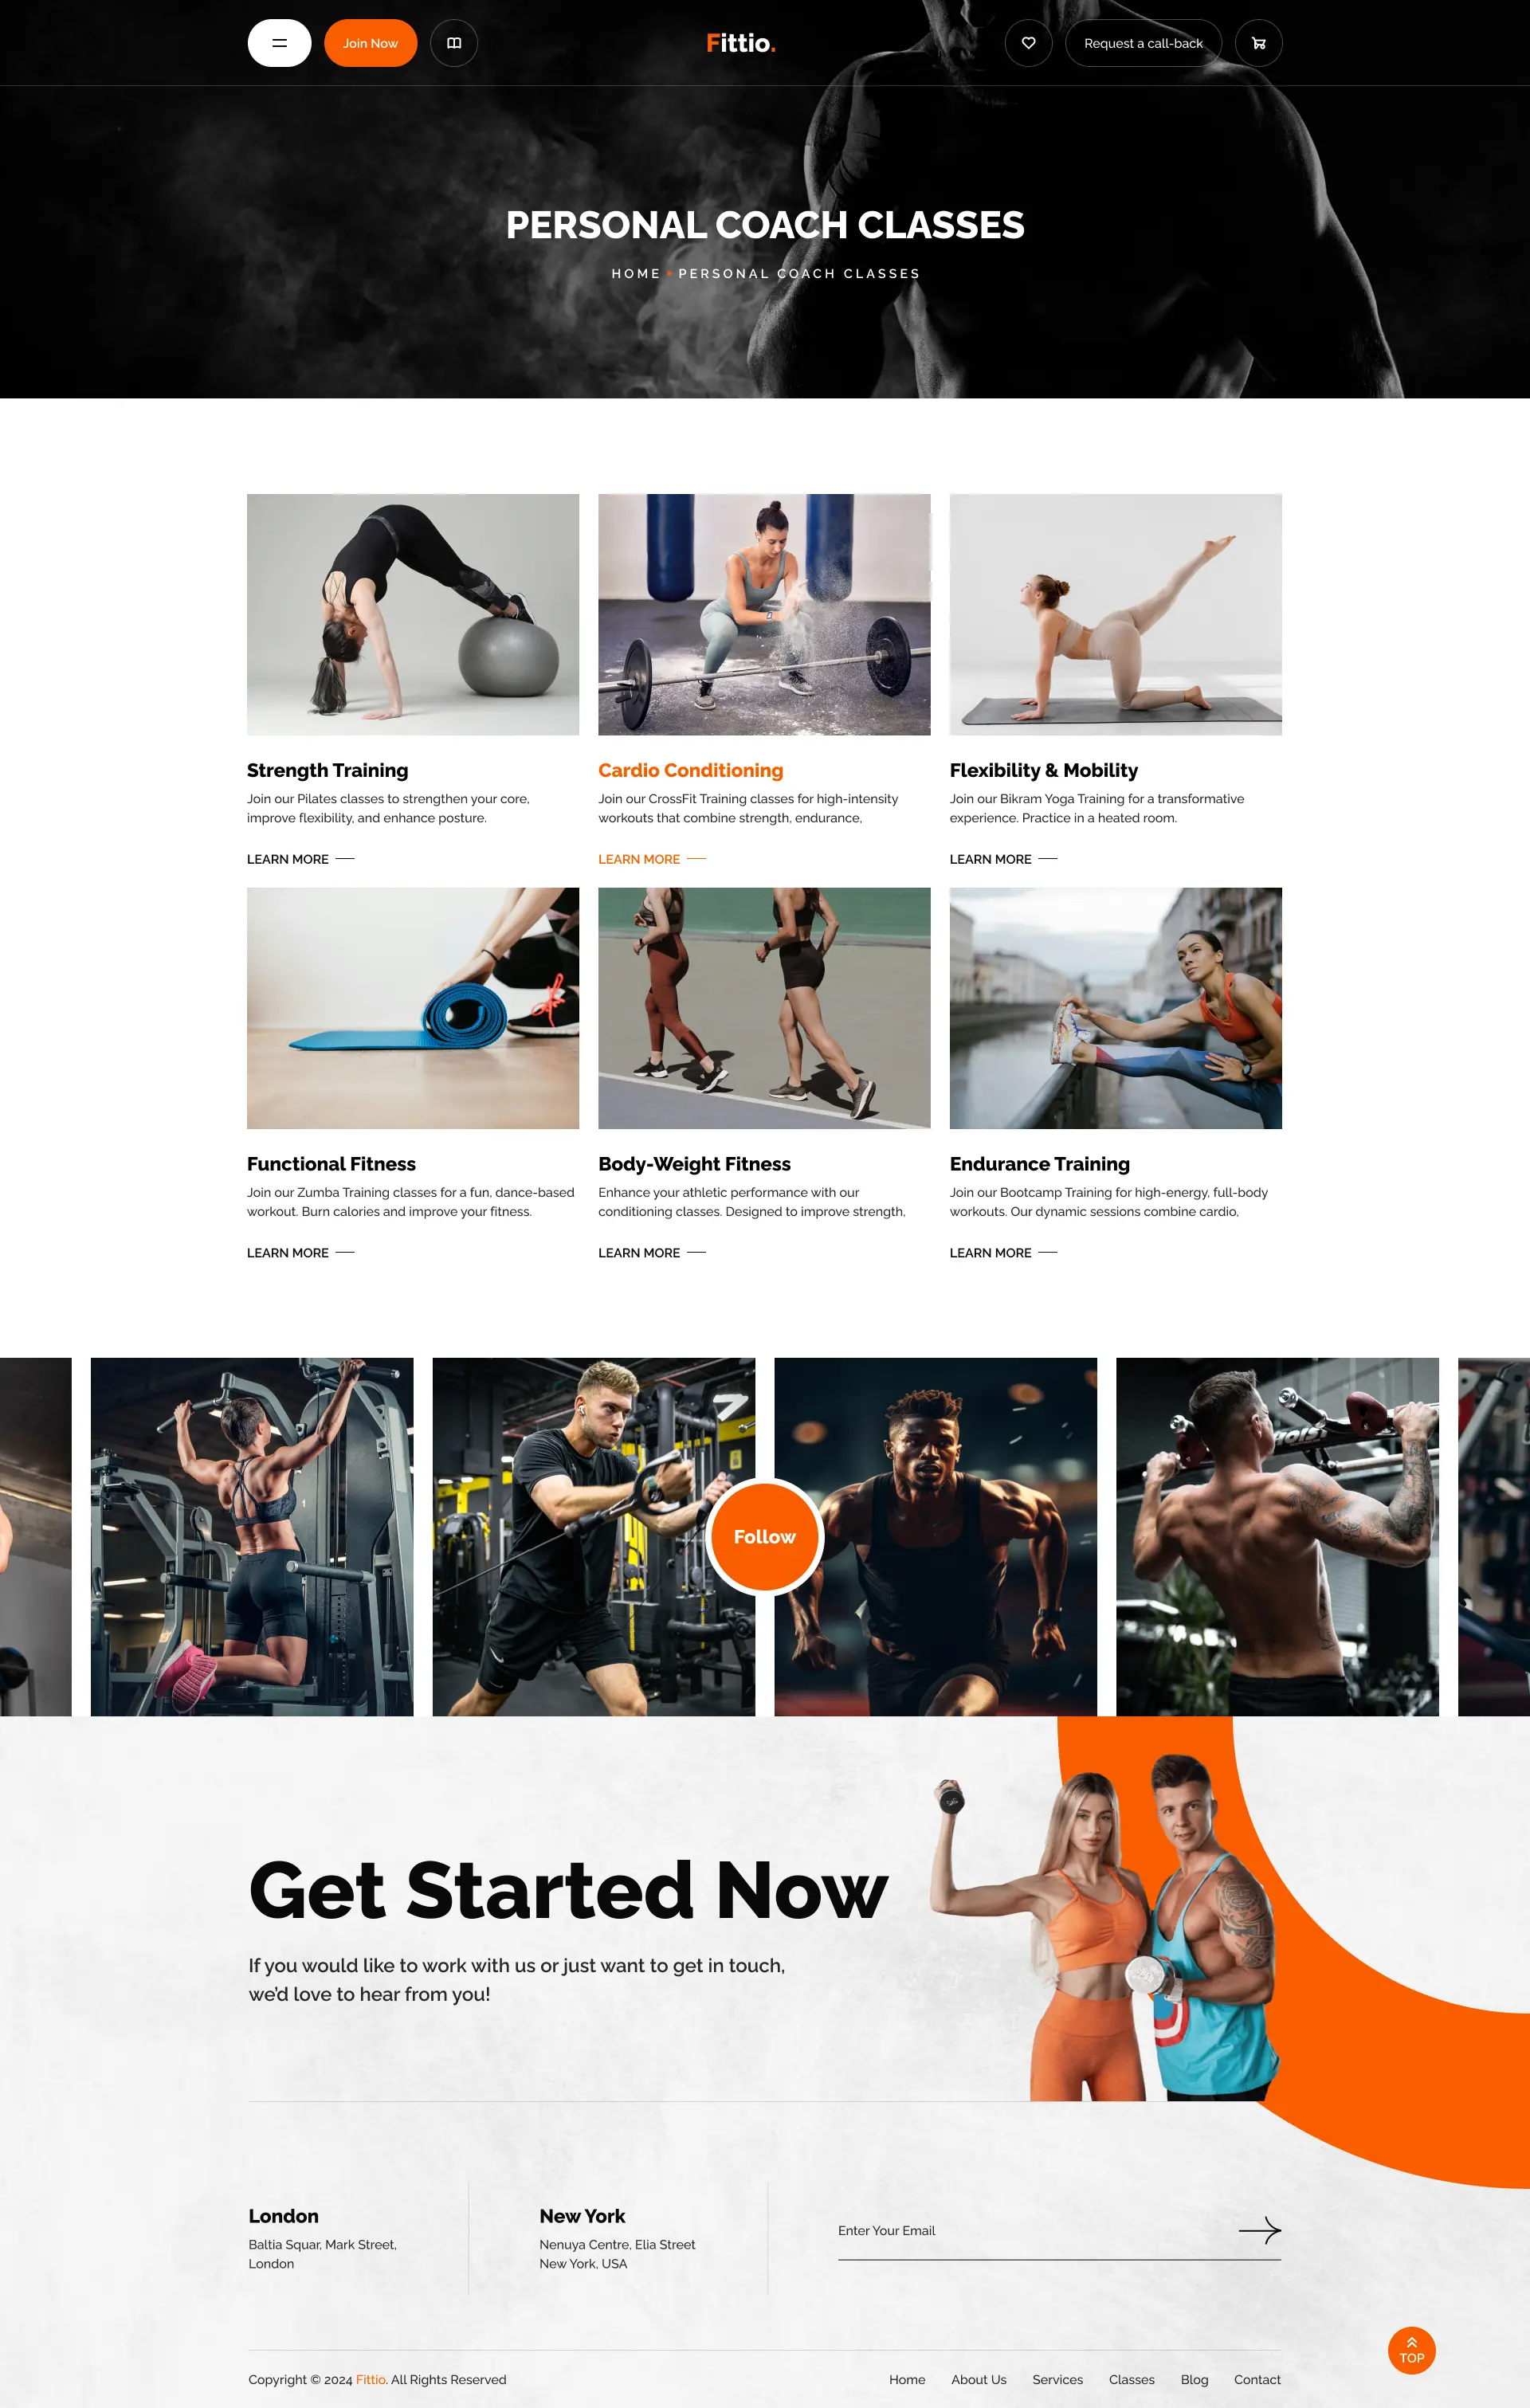 Join Now
Fittio.
Request a call-back
PERSONAL COACH CLASSES
HOME • PERSONAL COACH CLASSES
Strength Training
Join our Pilates classes to strengthen your core,
improve flexibility, and enhance posture.
LEARN MORE
Cardio Conditioning
Join our CrossFit Training classes for high-intensity
workouts that combine strength, endurance,
LEARN MORE
Flexibility & Mobility
Join our Bikram Yoga Training for a transformative
experience. Practice in a heated room.
LEARN MORE
Functional Fitness
Join our Zumba Training classes for a fun, dance-based
workout. Burn calories and improve your fitness.
LEARN MORE
Body-Weight Fitness
Enhance your athletic performance with our
conditioning classes. Designed to improve strength,
LEARN MORE
Endurance Training
Join our Bootcamp Training for high-energy, full-body
workouts. Our dynamic sessions combine cardio,
LEARN MORE
HOIST
Follow
Get Started Now
If you would like to work with us or just want to get in touch,
we'd love to hear from you!
London
Baltia Squar, Mark Street,
London
New York
Nenuya Centre, Elia Street
New York, USA
Enter Your Email
TOP
Copyright © 2024 Fittio. All Rights Reserved
Home
About Us
Services
Classes
Blog
Contact